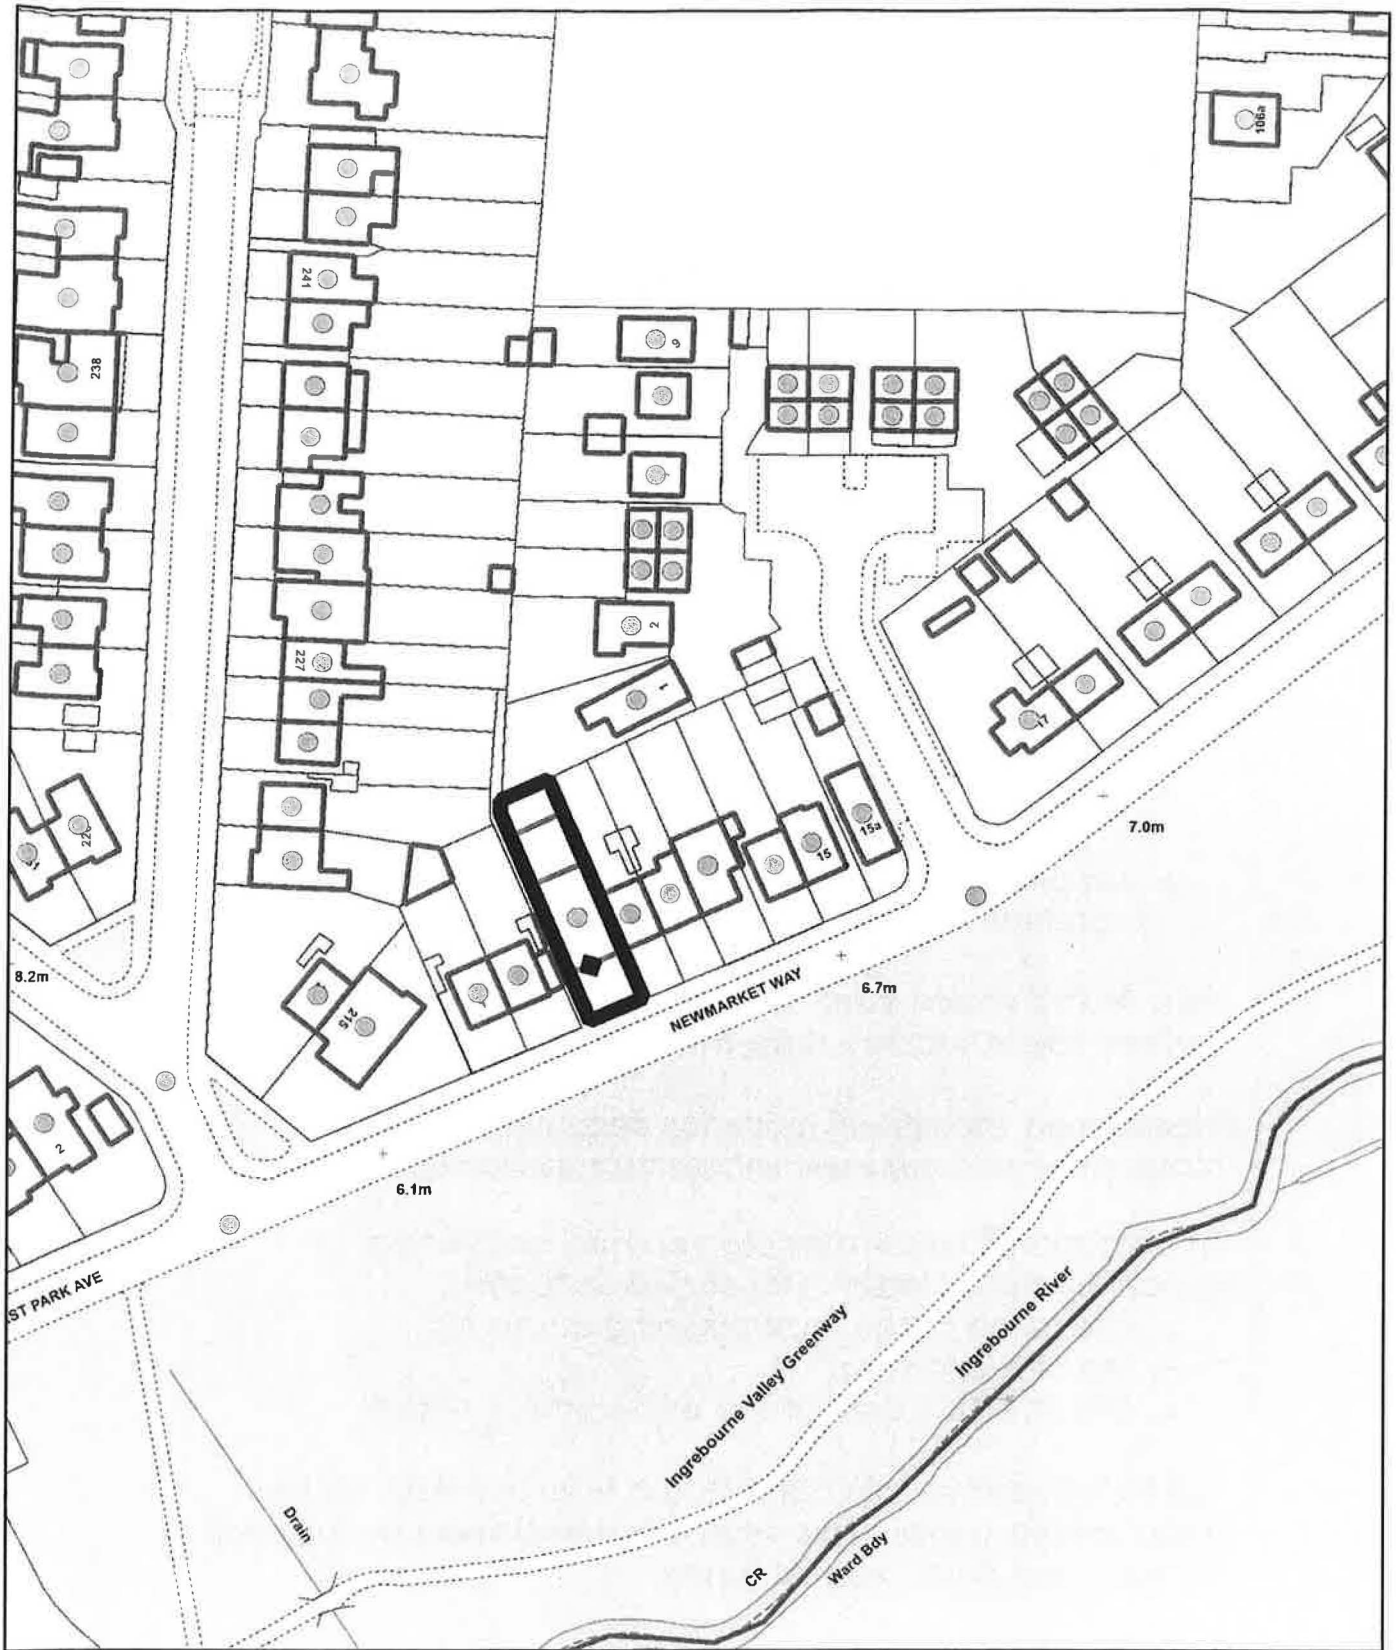 106a
241
238
9
2
227
1
17
7.0m
15a
15
22
8.2m
215
6.7m
NEWMARKET WAY
2
6.1m
ST PARK AVE
Ingrebourne Valley Greenway
Ingrebourne River
Drain
CR
Ward Bdy